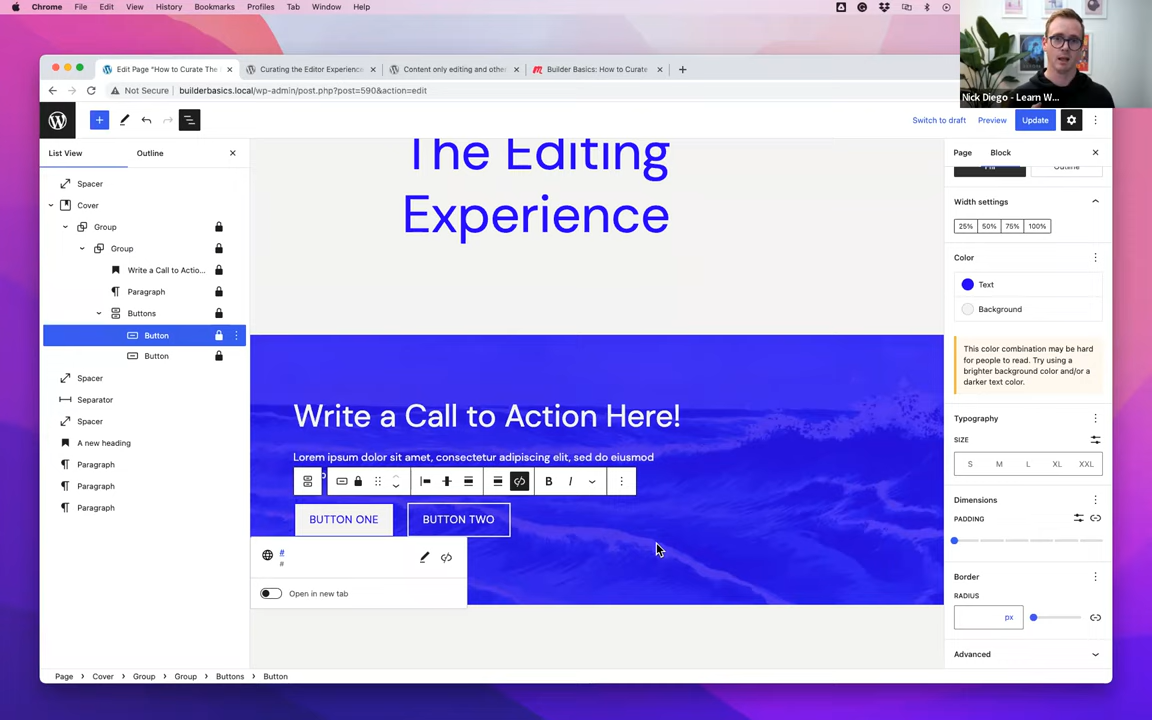 Chrome File Edit View History Bookmarks Profiles Tab Window Help
Nick Diego - Learn W...
Edit Page "How to Curate The
Curating the Editor Experience
Content only editing and othe
Builder Basics: How to Curate
Not Secure builderbasics.local/wp-admin/post.php?post=590&action=edit
Switch to draft Preview Update
List View Outline
Spacer
Cover
Group
Group
Write a Call to Actio...
Paragraph
Buttons
Button
Button
Spacer
Separator
Spacer
A new heading
Paragraph
Paragraph
Paragraph
The Editing
Experience
Write a Call to Action Here!
Lorem ipsum dolor sit amet, consectetur adipiscing elit, sed do eiusmod
B I
BUTTON ONE BUTTON TWO
#
#
Open in new tab
Page Block
Outline
Width settings
25% 50% 75% 100%
Color
Text
Background
This color combination may be hard
for people to read. Try using a
brighter background color and/or a
darker text color.
Typography
SIZE
S M L XL XXL
Dimensions
PADDING
Border
RADIUS
px
Advanced
Page > Cover > Group > Group > Buttons > Button